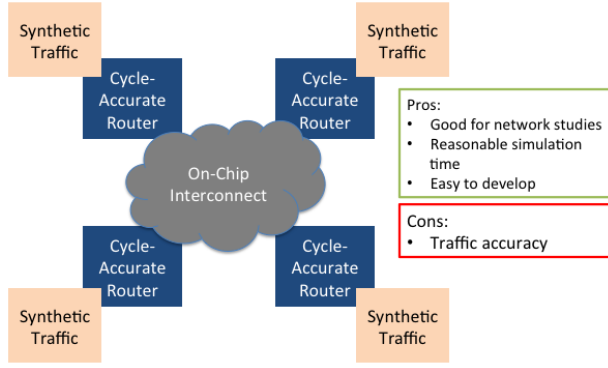 Synthetic
Traffic
Synthetic
Traffic
Cycle-
Accurate
Router
Cycle-
Accurate
Router
Pros:
• Good for network studies
• Reasonable simulation
time
• Easy to develop
On-Chip
Interconnect
Cons:
• Traffic accuracy
Cycle-
Accurate
Router
Cycle-
Accurate
Router
Synthetic
Traffic
Synthetic
Traffic